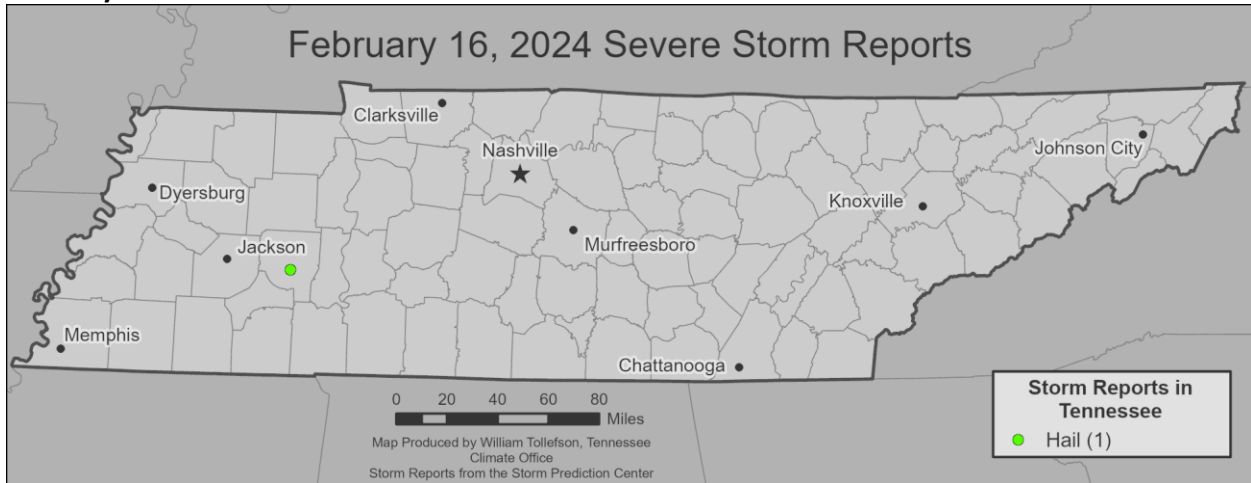 February 16, 2024 Severe Storm Reports
Clarksville
Nashville
Johnson City
Dyersburg
Knoxville
Murfreesboro
Jackson
Memphis
Chattanooga
0 20 40 60 80
Miles
Map Produced by William Tollefson, Tennessee
Climate Office
Storm Reports from the Storm Prediction Center
Storm Reports in
Tennessee
Hail (1)